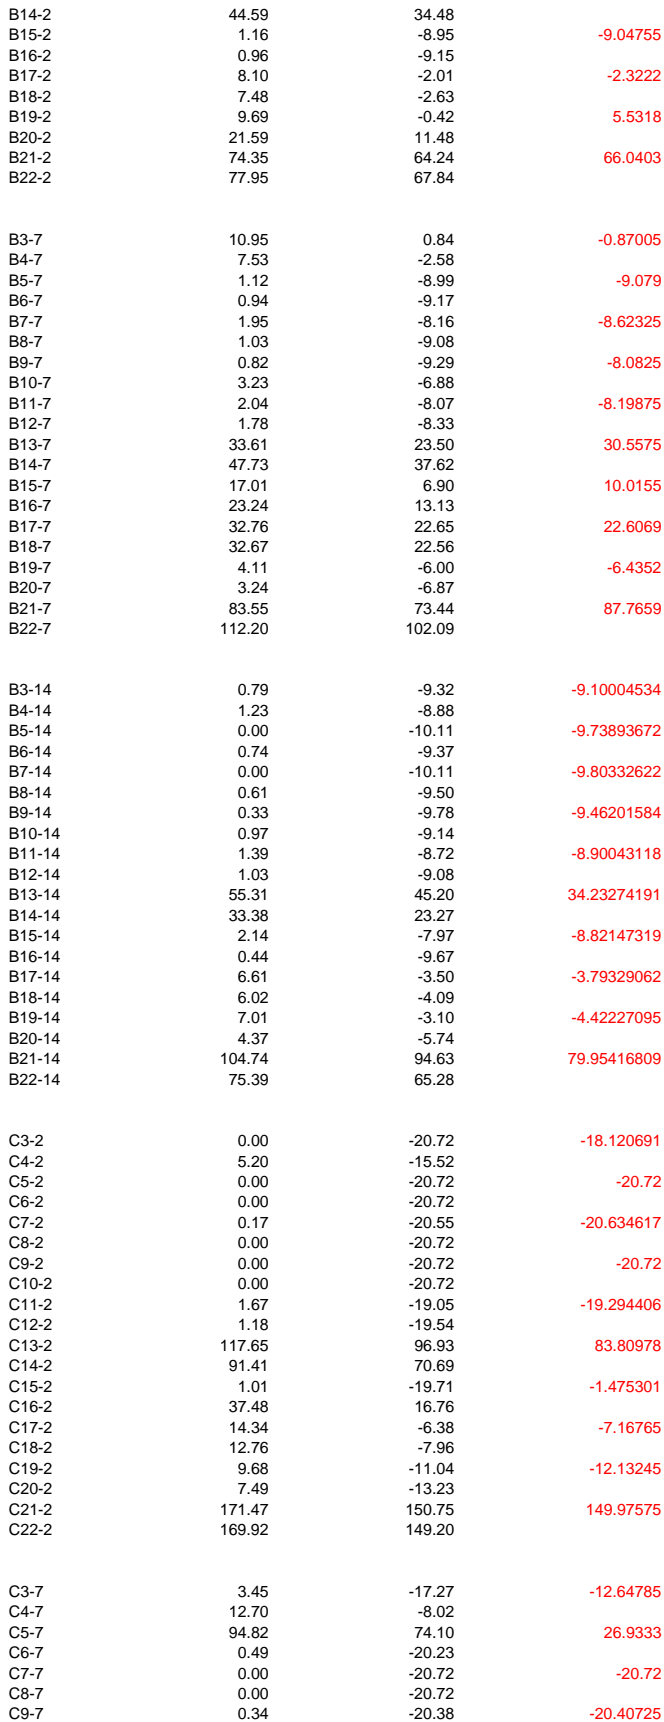 B14-2 44.59 34.48
B15-2 1.16 -8.95 -9.04755
B16-2 0.96 -9.15
B17-2 8.10 -2.01 -2.3222
B18-2 7.48 -2.63
B19-2 9.69 -0.42 5.5318
B20-2 21.59 11.48
B21-2 74.35 64.24 66.0403
B22-2 77.95 67.84
B3-7 10.95 0.84 -0.87005
B4-7 7.53 -2.58
B5-7 1.12 -8.99 -9.079
B6-7 0.94 -9.17
B7-7 1.95 -8.16 -8.62325
B8-7 1.03 -9.08
B9-7 0.82 -9.29 -8.0825
B10-7 3.23 -6.88
B11-7 2.04 -8.07 -8.19875
B12-7 1.78 -8.33
B13-7 33.61 23.50 30.5575
B14-7 47.73 37.62
B15-7 17.01 6.90 10.0155
B16-7 23.24 13.13
B17-7 32.76 22.65 22.6069
B18-7 32.67 22.56
B19-7 4.11 -6.00 -6.4352
B20-7 3.24 -6.87
B21-7 83.55 73.44 87.7659
B22-7 112.20 102.09
B3-14 0.79 -9.32 -9.10004534
B4-14 1.23 -8.88
B5-14 0.00 -10.11 -9.73893672
B6-14 0.74 -9.37
B7-14 0.00 -10.11 -9.80332622
B8-14 0.61 -9.50
B9-14 0.33 -9.78 -9.46201584
B10-14 0.97 -9.14
B11-14 1.39 -8.72 -8.90043118
B12-14 1.03 -9.08
B13-14 55.31 45.20 34.23274191
B14-14 33.38 23.27
B15-14 2.14 -7.97 -8.82147319
B16-14 0.44 -9.67
B17-14 6.61 -3.50 -3.79329062
B18-14 6.02 -4.09
B19-14 7.01 -3.10 -4.42227095
B20-14 4.37 -5.74
B21-14 104.74 94.63 79.95416809
B22-14 75.39 65.28
C3-2 0.00 -20.72 -18.120691
C4-2 5.20 -15.52
C5-2 0.00 -20.72 -20.72
C6-2 0.00 -20.72
C7-2 0.17 -20.55 -20.634617
C8-2 0.00 -20.72
C9-2 0.00 -20.72 -20.72
C10-2 0.00 -20.72
C11-2 1.67 -19.05 -19.294406
C12-2 1.18 -19.54
C13-2 117.65 96.93 83.80978
C14-2 91.41 70.69
C15-2 1.01 -19.71 -1.475301
C16-2 37.48 16.76
C17-2 14.34 -6.38 -7.16765
C18-2 12.76 -7.96
C19-2 9.68 -11.04 -12.13245
C20-2 7.49 -13.23
C21-2 171.47 150.75 149.97575
C22-2 169.92 149.20
C3-7 3.45 -17.27 -12.64785
C4-7 12.70 -8.02
C5-7 94.82 74.10 26.9333
C6-7 0.49 -20.23
C7-7 0.00 -20.72 -20.72
C8-7 0.00 -20.72
C9-7 0.34 -20.38 -20.40725